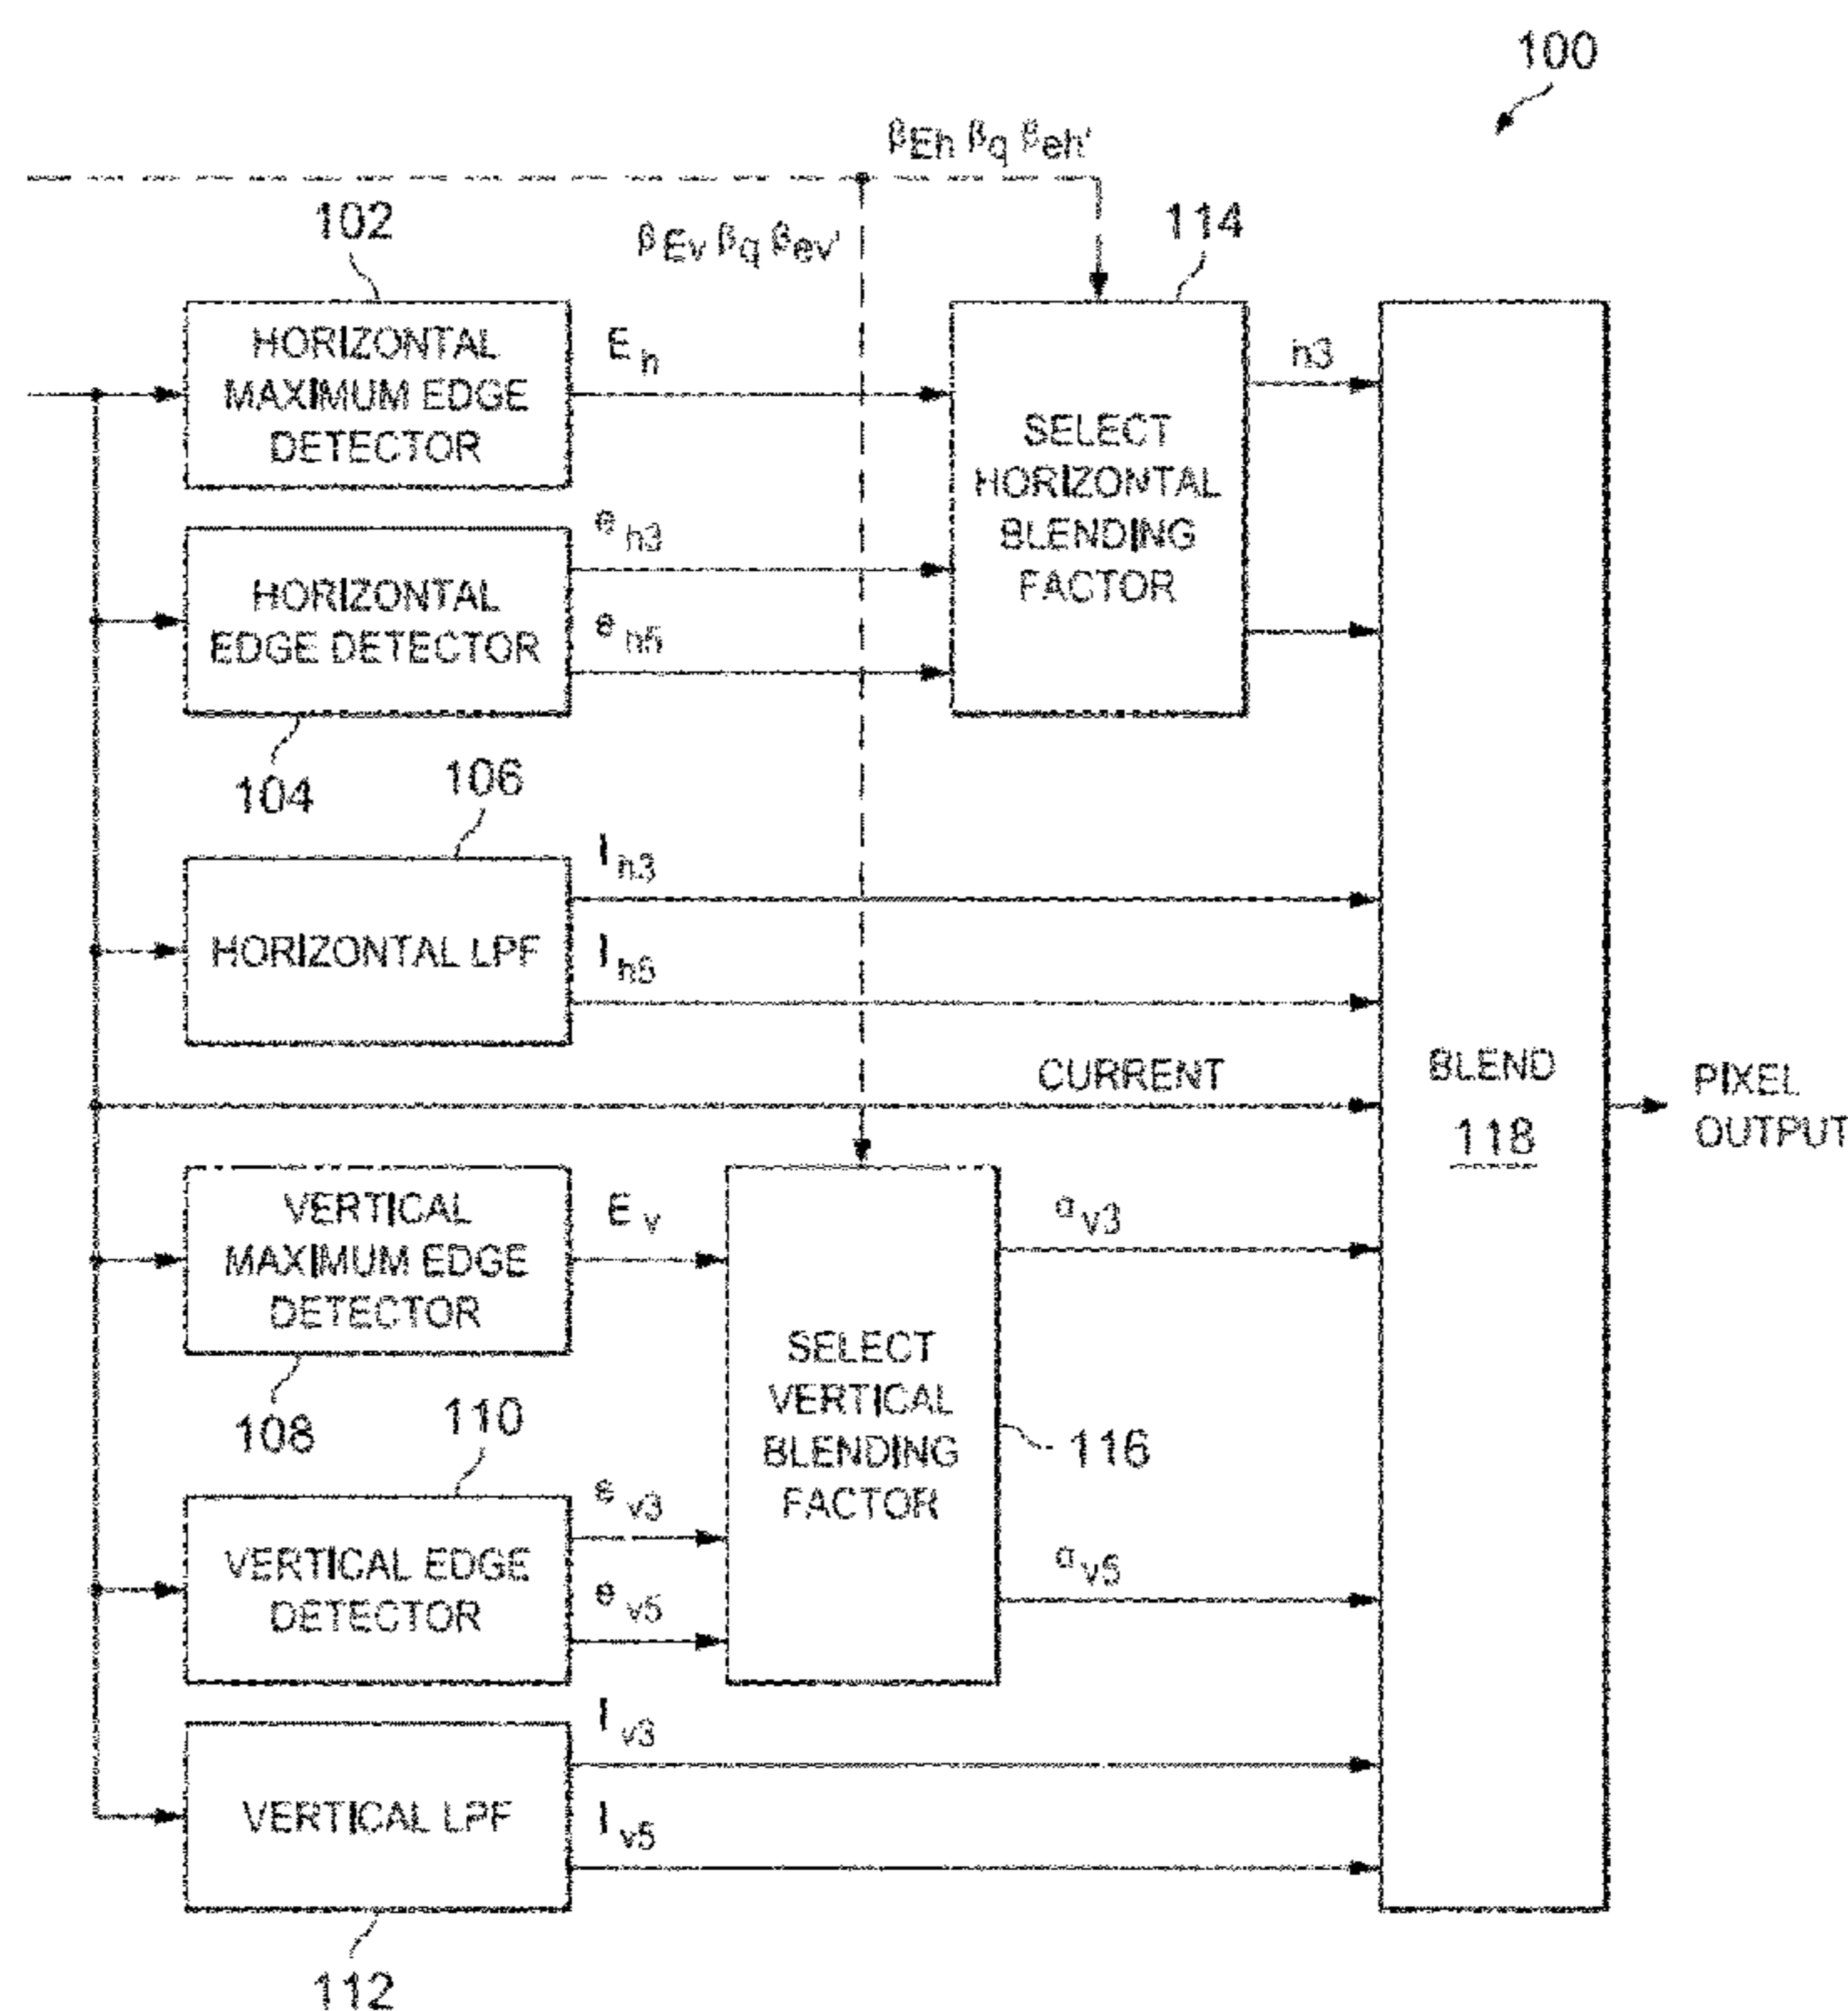 100
βEh βq βeh'
102
βEv βq βev'
114
HORIZONTAL
MAXIMUM EDGE
DETECTOR
Eh
SELECT
HORIZONTAL
BLENDING
FACTOR
h3
eh3
HORIZONTAL
EDGE DETECTOR
eh5
104
106
Ih3
HORIZONTAL LPF
Ih5
CURRENT
BLEND
118
PIXEL
OUTPUT
VERTICAL
MAXIMUM EDGE
DETECTOR
Ev
αv3
108
SELECT
VERTICAL
BLENDING
FACTOR
116
110
ev3
VERTICAL EDGE
DETECTOR
ev5
αv5
Iv3
VERTICAL LPF
Iv5
112